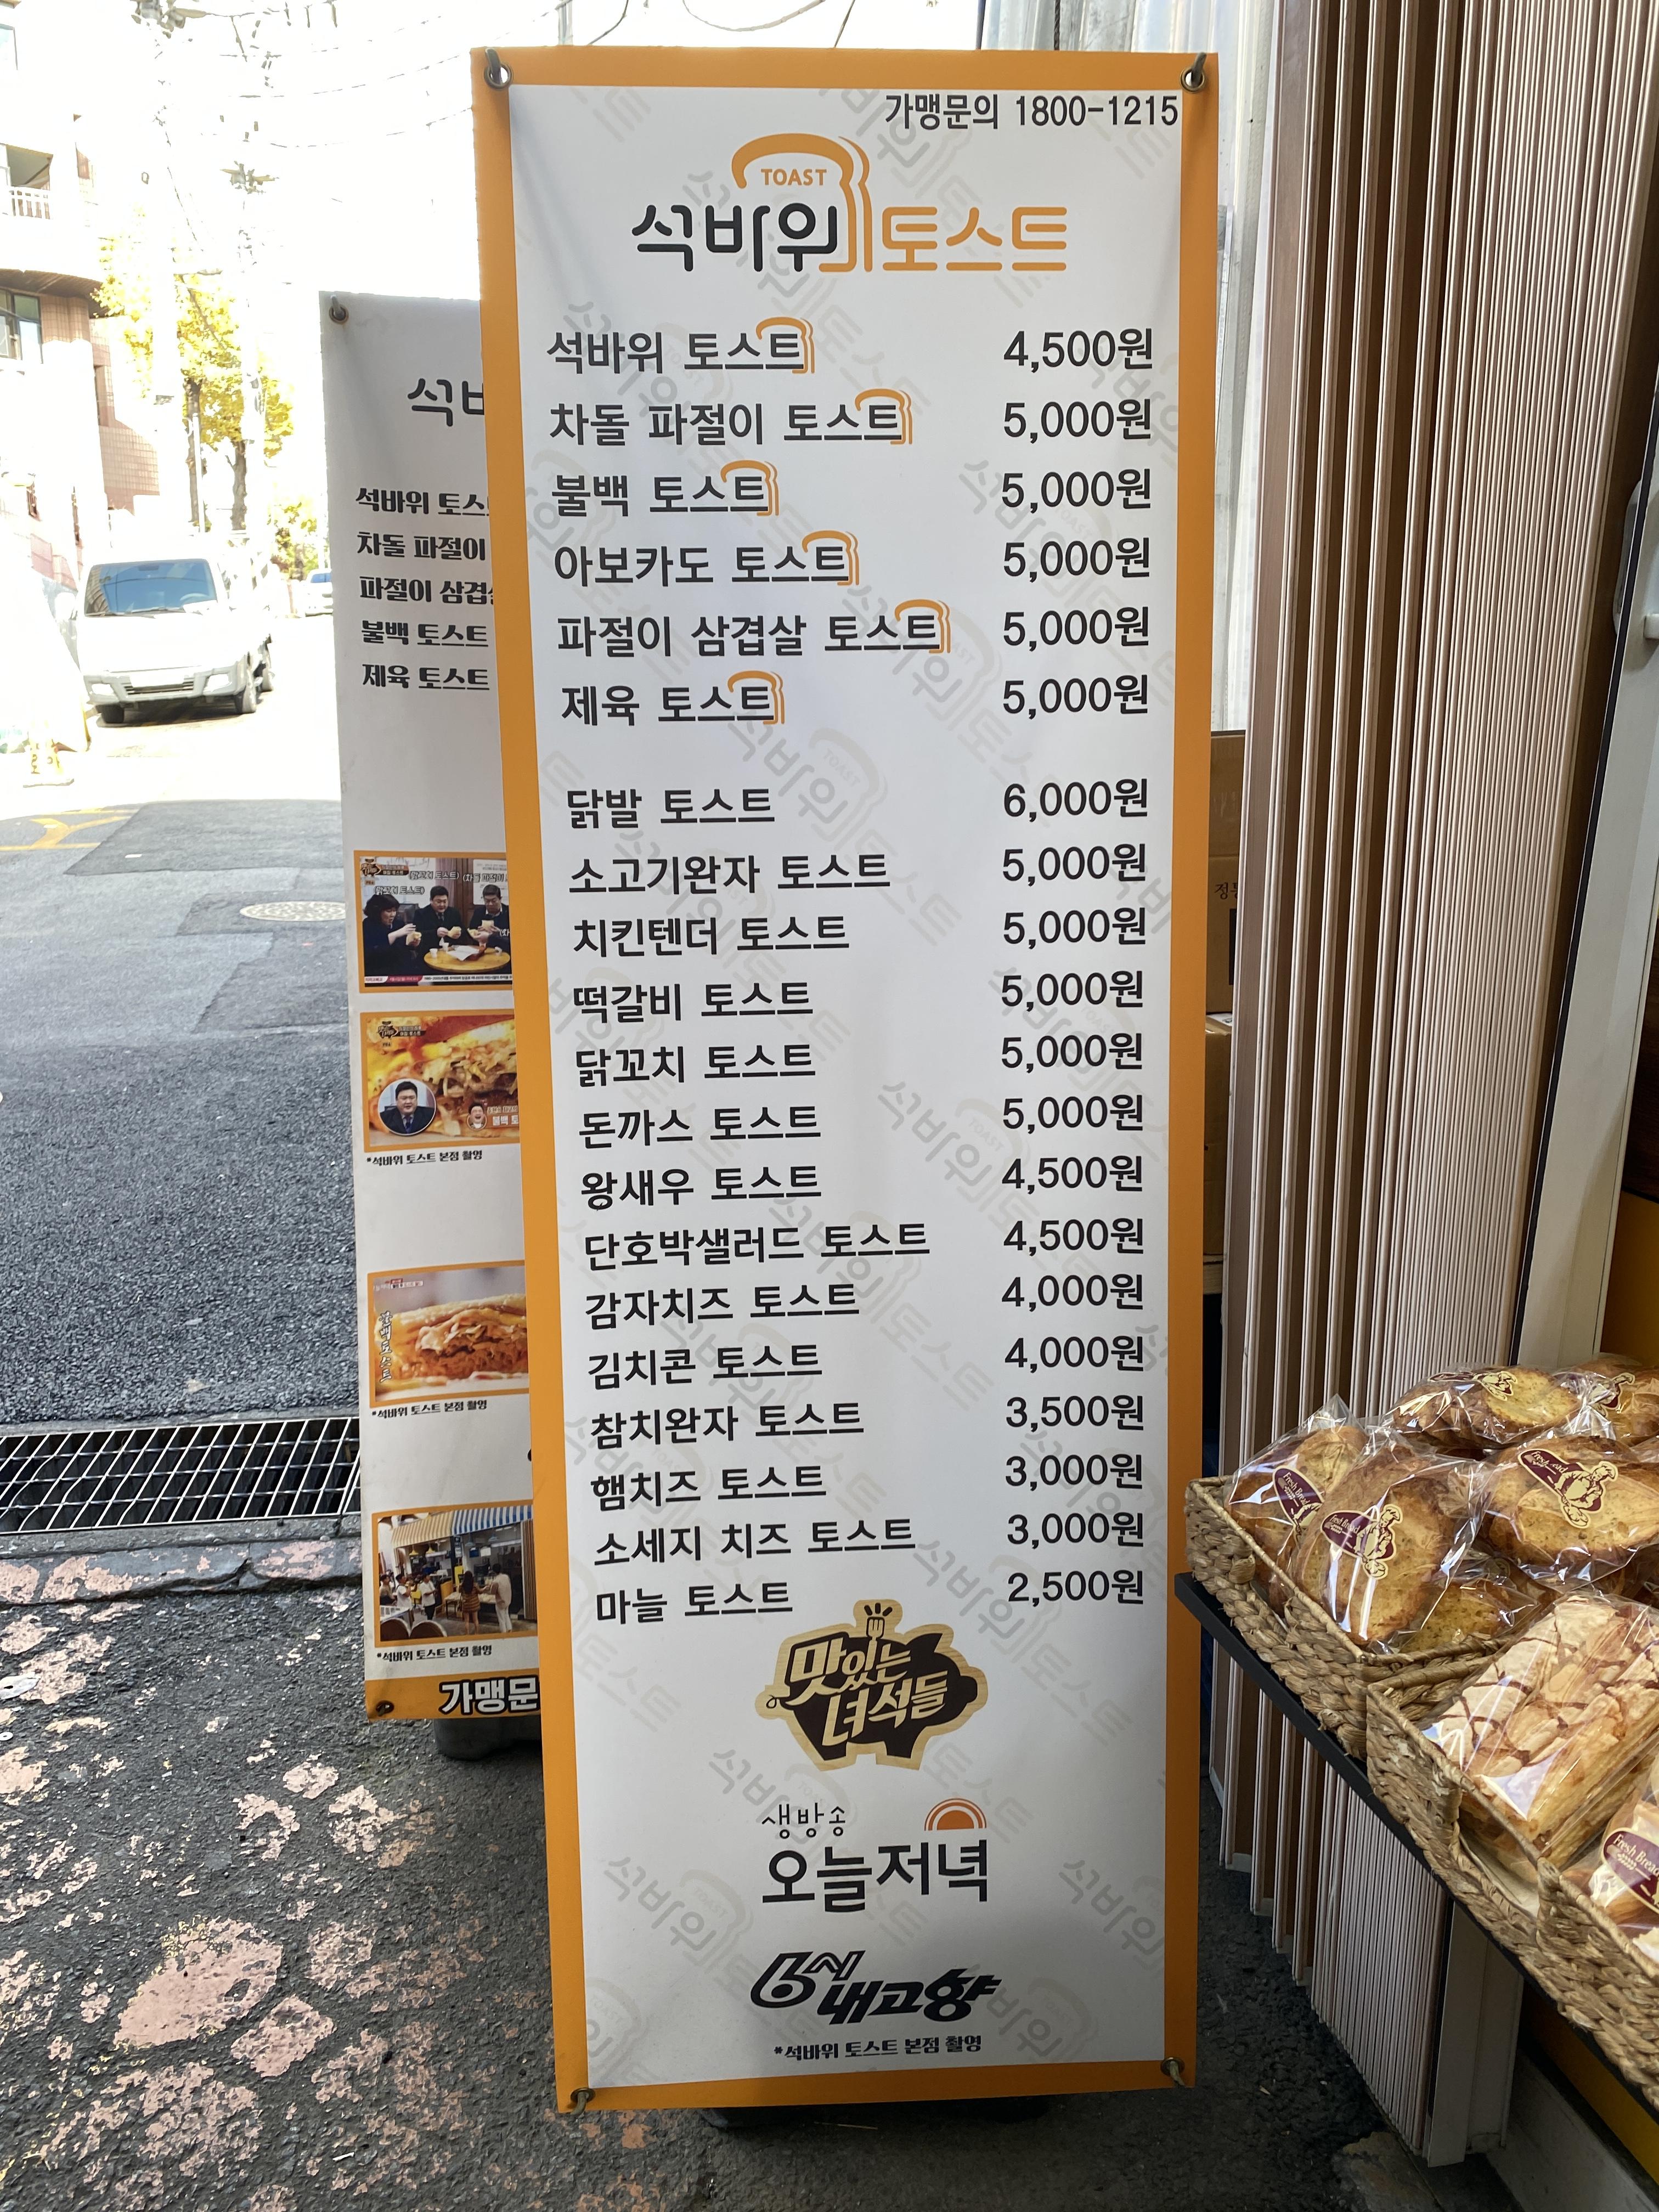 가맹문의 1800-1215
TOAST
석바위토스트
석바위 토스트 4,500원
차돌 파절이 토스트 5,000원
불백 토스트 5,000원
아보카도 토스트 5,000원
파절이 삼겹살 토스트 5,000원
제육 토스트 5,000원
닭발 토스트 6,000원
소고기완자 토스트 5,000원
치킨텐더 토스트 5,000원
떡갈비 토스트 5,000원
닭꼬치 토스트 5,000원
돈까스 토스트 5,000원
왕새우 토스트 4,500원
단호박샐러드 토스트 4,500원
감자치즈 토스트 4,000원
김치콘 토스트 4,000원
참치완자 토스트 3,500원
햄치즈 토스트 3,000원
소세지 치즈 토스트 3,000원
마늘 토스트 2,500원
맛있는
녀석들
생방송
오늘저녁
6시
내고향
*석바위 토스트 본점 촬영
석바위 토스
차돌 파절이
파절이 삼겹
불백 토스트
제육 토스트
*석바위 토스트 본점 촬영
불백토스트
*석바위 토스트 본점 촬영
*석바위 토스트 본점 촬영
가맹문
Fresh Bread